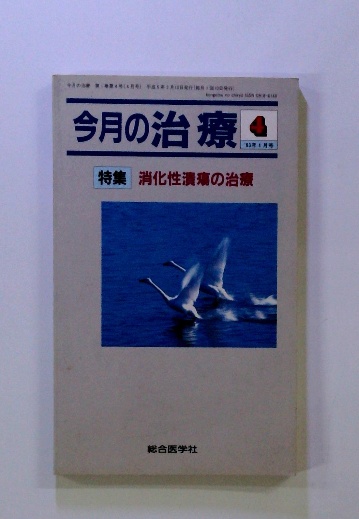 今月の治療
4
'93年4月号
特集 消化性潰瘍の治療
総合医学社